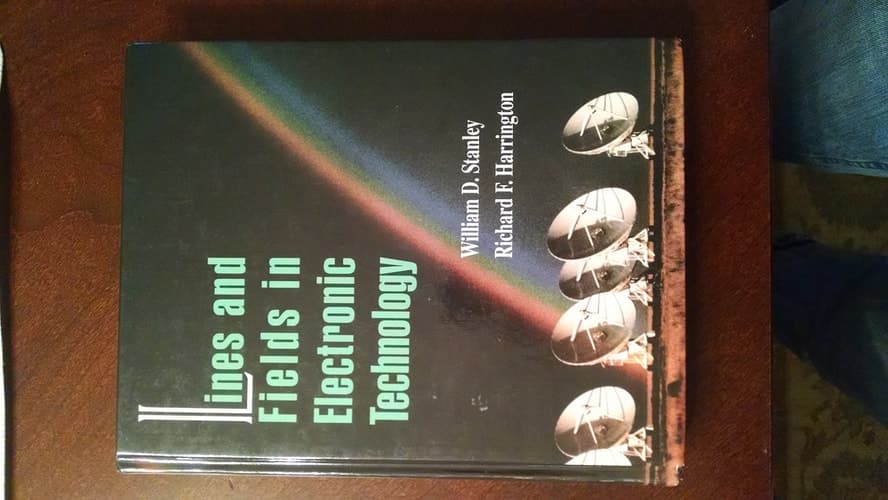 Lines and
Fields in
Electronic
Technology
William D. Stanley
Richard F. Harrington